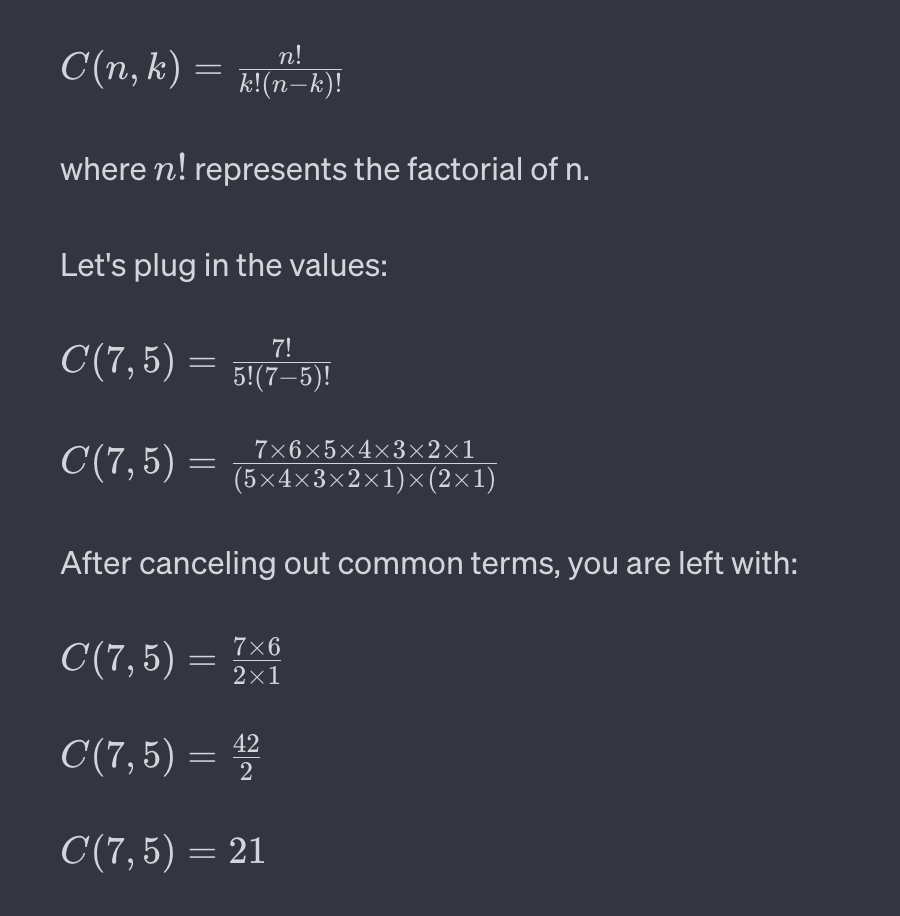 C(n, k) = n! / k!(n−k)!
where n! represents the factorial of n.
Let's plug in the values:
C(7, 5) = 7! / 5!(7−5)!
C(7, 5) = 7×6×5×4×3×2×1 / (5×4×3×2×1)×(2×1)
After canceling out common terms, you are left with:
C(7, 5) = 7×6 / 2×1
C(7, 5) = 42 / 2
C(7, 5) = 21